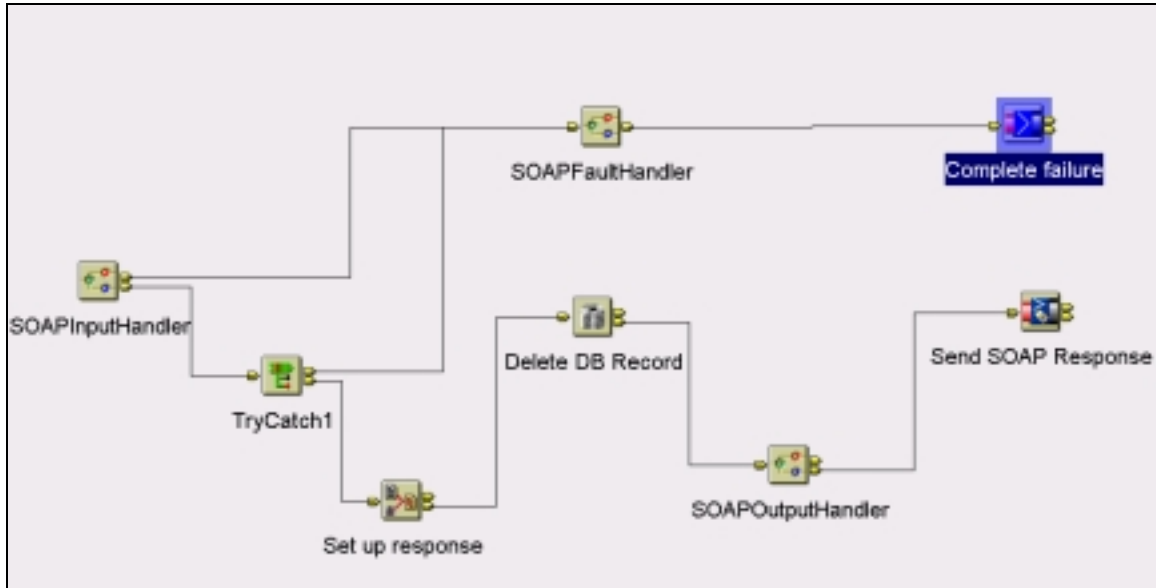 SOAPFaultHandler
Complete failure
SOAPInputHandler
Delete DB Record
Send SOAP Response
TryCatch1
SOAPOutputHandler
Set up response